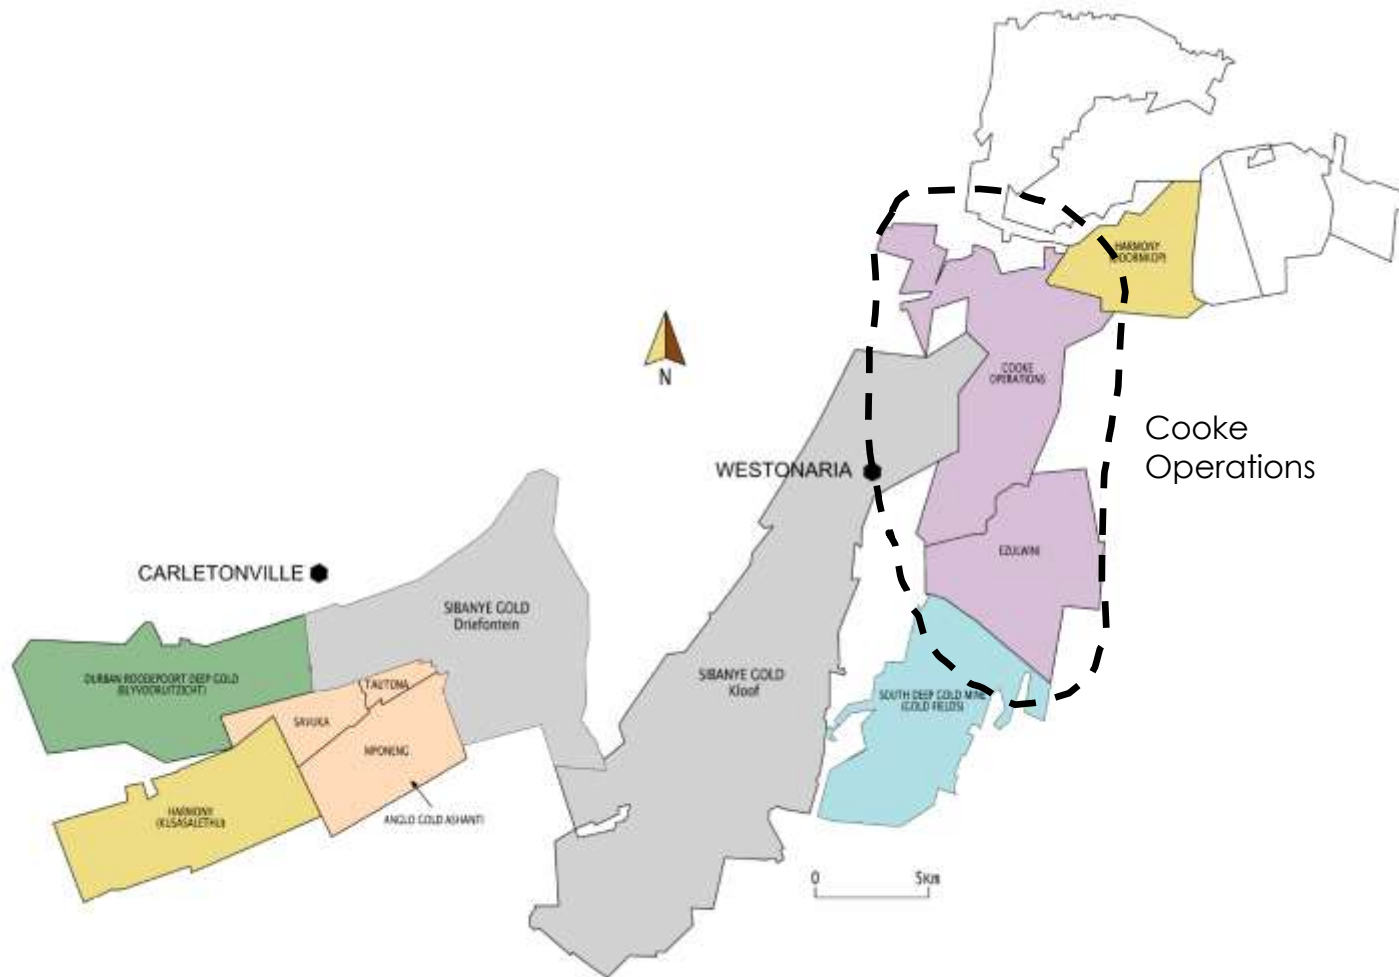 HARMONY
(DOORNKOP)
N
COOKE
OPERATIONS
Cooke
Operations
WESTONARIA
EZULWINI
CARLETONVILLE
SIBANYE GOLD
Driefontein
SIBANYE GOLD
Kloof
DURBAN ROODEPOORT DEEP GOLD
(BLYVOORUITZICHT)
TAUTONA
SAVUKA
SOUTH DEEP GOLD MINE
(GOLD FIELDS)
MPONENG
HARMONY
(KUSASALETHU)
ANGLO GOLD ASHANTI
0 5Km